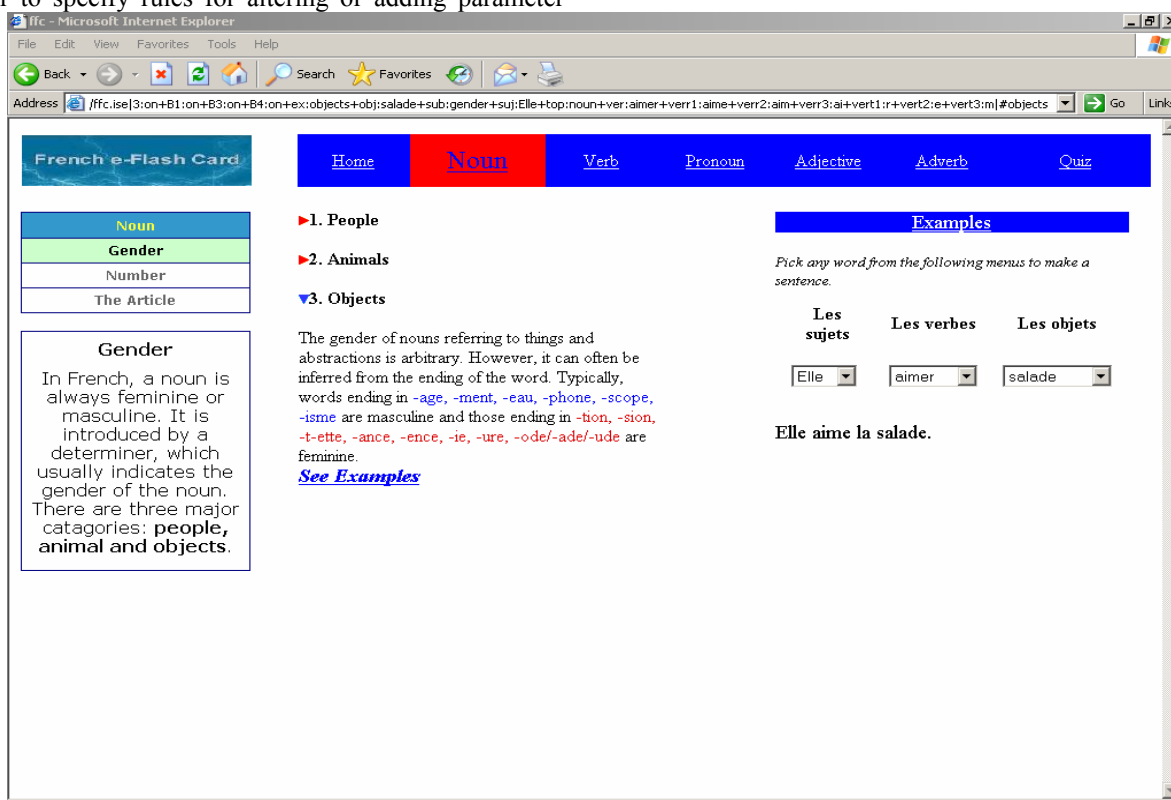 r to specify rules for altering or adding parameter
ffc - Microsoft Internet Explorer
File Edit View Favorites Tools Help
Back Search Favorites
Address /ffc.ise|3:on+B1:on+B3:on+B4:on+ex:objects+obj:salade+sub:gender+suj:Elle+top:noun+ver:aimer+verr1:aime+verr2:aim+verr3:ai+vert1:r+vert2:e+vert3:m|#objects Go Link
French e-Flash Card
Home Noun Verb Pronoun Adjective Adverb Quiz
Noun
Gender
Number
The Article
Gender
In French, a noun is
always feminine or
masculine. It is
introduced by a
determiner, which
usually indicates the
gender of the noun.
There are three major
catagories: people,
animal and objects.
1. People
2. Animals
3. Objects
The gender of nouns referring to things and
abstractions is arbitrary. However, it can often be
inferred from the ending of the word. Typically,
words ending in -age, -ment, -eau, -phone, -scope,
-isme are masculine and those ending in -tion, -sion,
-t-ette, -ance, -ence, -ie, -ure, -ode/-ade/-ude are
feminine.
See Examples
Examples
Pick any word from the following menus to make a
sentence.
Les
sujets
Les verbes
Les objets
Elle aimer salade
Elle aime la salade.